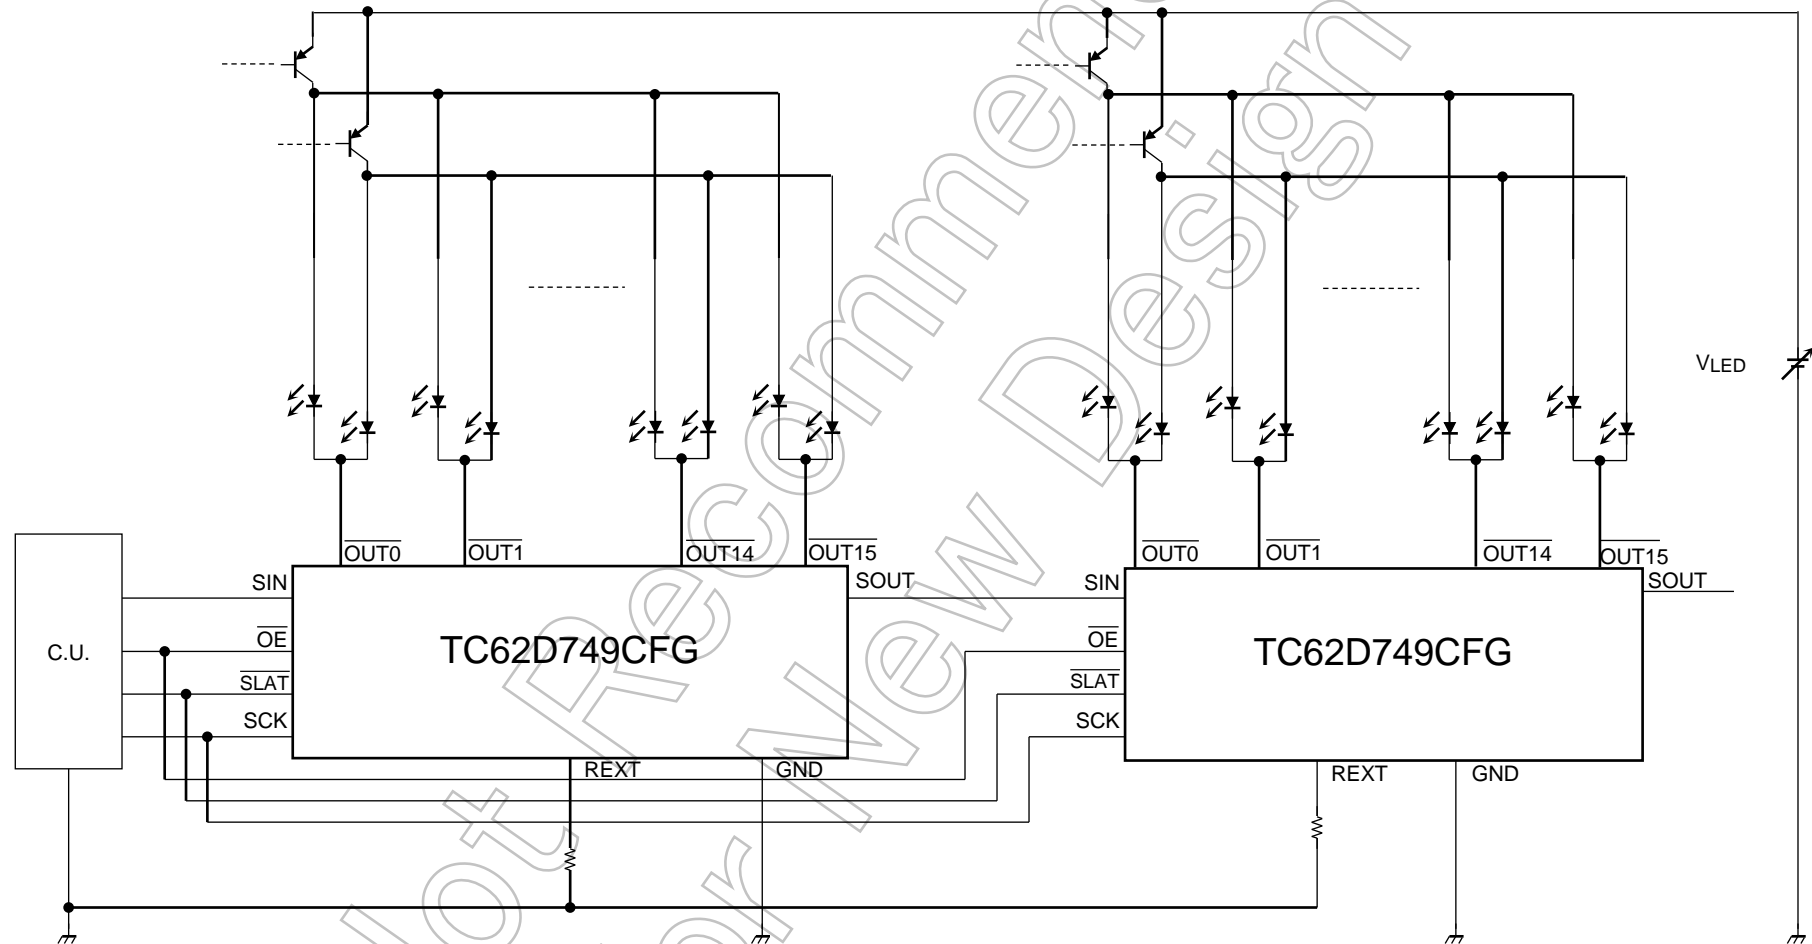 VLED
OUT0
OUT1
OUT14
OUT15
OUT0
OUT1
OUT14
OUT15
SIN
SOUT
SIN
SOUT
C.U.
OE
TC62D749CFG
OE
TC62D749CFG
SLAT
SLAT
SCK
SCK
REXT
GND
REXT
GND
Not Recommen
for New Design